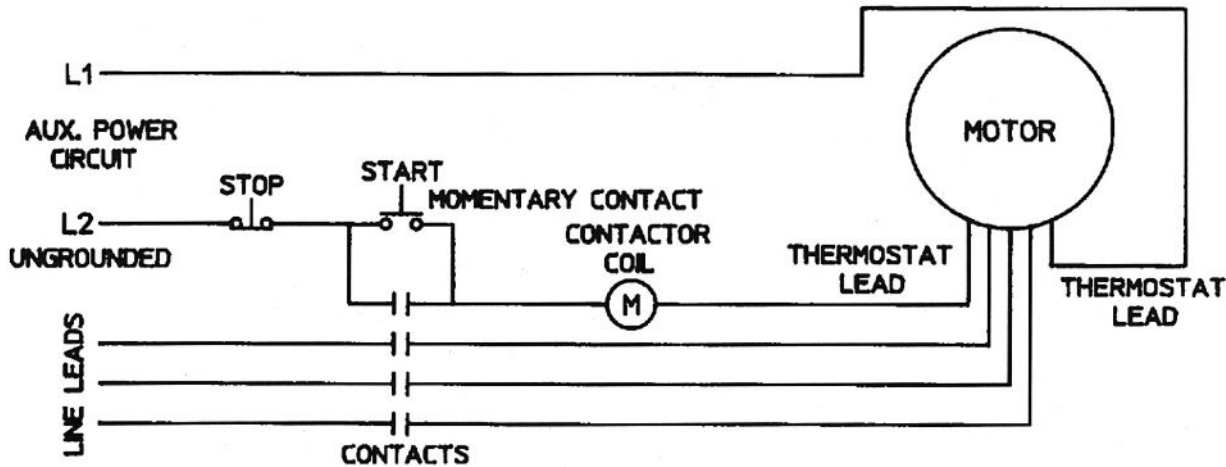 L1
AUX. POWER
CIRCUIT
STOP
START
MOMENTARY CONTACT
L2
UNGROUNDED
CONTACTOR
COIL
M
MOTOR
THERMOSTAT
LEAD
THERMOSTAT
LEAD
LINE LEADS
CONTACTS